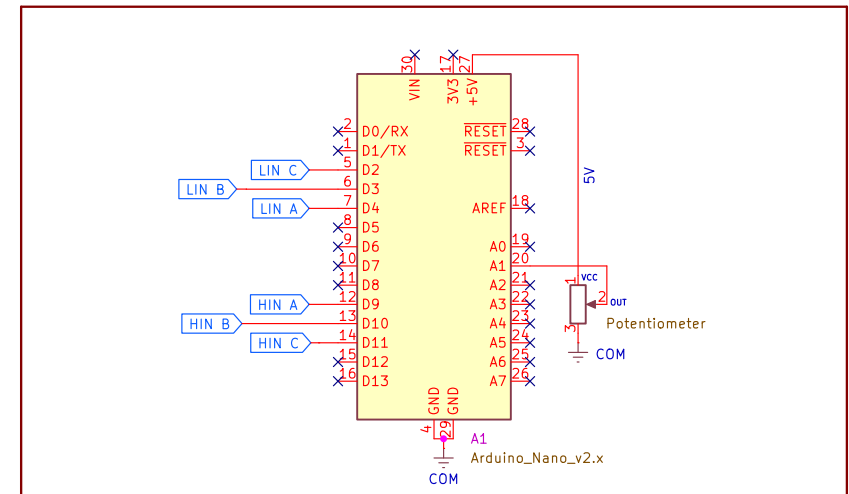 30 17 27
VIN 3V3 +5V
2 D0/RX RESET 28
1 D1/TX RESET 3
LIN C 5 D2
5V
LIN B 6 D3
LIN A 7 D4 AREF 18
8 D5
9 D6 A0 19
10 D7 A1 20
11 D8 A2 21 1 VCC
HIN A 12 D9 A3 22 2 OUT
HIN B 13 D10 A4 23 3 Potentiometer
HIN C 14 D11 A5 24
COM
15 D12 A6 25
16 D13 A7 26
GND GND
4 29
A1
Arduino_Nano_v2.x
COM